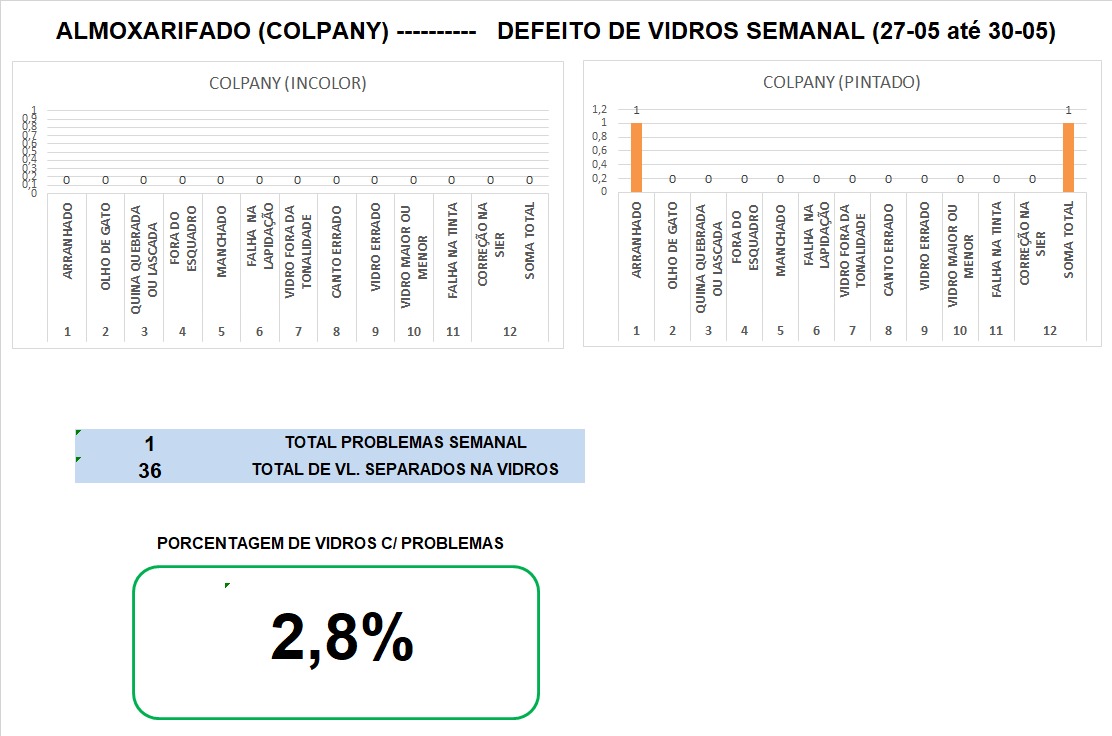 ALMOXARIFADO (COLPANY) ---------- DEFEITO DE VIDROS SEMANAL (27-05 até 30-05)
COLPANY (INCOLOR)
1
0,9
0,8
0,7
0,6
0,5
0,4
0,3
0,2
0,1
0
0 0 0 0 0 0 0 0 0 0 0 0 0
ARRANHADO
OLHO DE GATO
QUINA QUEBRADA
OU LASCADA
FORA DO
ESQUADRO
MANCHADO
FALHA NA
LAPIDAÇÃO
VIDRO FORA DA
TONALIDADE
CANTO ERRADO
VIDRO ERRADO
VIDRO MAIOR OU
MENOR
FALHA NA TINTA
CORREÇÃO NA
SIER
SOMA TOTAL
1 2 3 4 5 6 7 8 9 10 11 12
COLPANY (PINTADO)
1,2
1
0,8
0,6
0,4
0,2
0
1 0 0 0 0 0 0 0 0 0 0 0 1
ARRANHADO
OLHO DE GATO
QUINA QUEBRADA
OU LASCADA
FORA DO
ESQUADRO
MANCHADO
FALHA NA
LAPIDAÇÃO
VIDRO FORA DA
TONALIDADE
CANTO ERRADO
VIDRO ERRADO
VIDRO MAIOR OU
MENOR
FALHA NA TINTA
CORREÇÃO NA
SIER
SOMA TOTAL
1 2 3 4 5 6 7 8 9 10 11 12
1 TOTAL PROBLEMAS SEMANAL
36 TOTAL DE VL. SEPARADOS NA VIDROS
PORCENTAGEM DE VIDROS C/ PROBLEMAS
2,8%